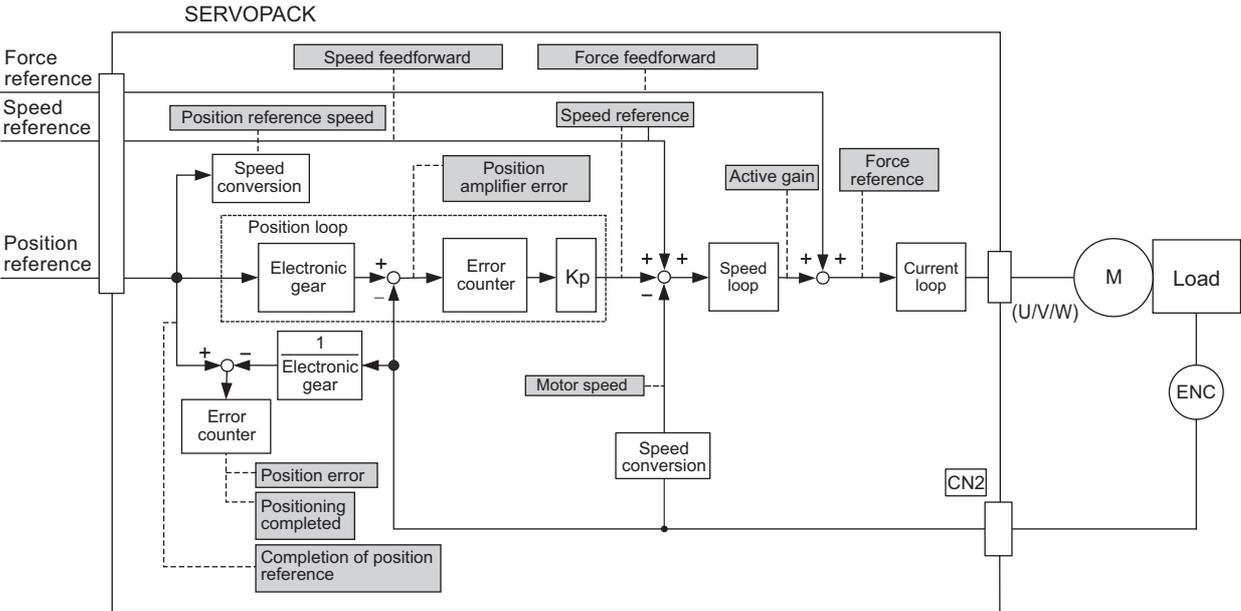 SERVOPACK
Force
reference
Speed feedforward
Force feedforward
Speed
reference
Position reference speed
Speed reference
Speed
conversion
Position
amplifier error
Active gain
Force
reference
Position
reference
Position loop
Electronic
gear
+
−
Error
counter
Kp
+ +
−
Speed
loop
+ +
Current
loop
(U/V/W)
M
Load
+ −
1
Electronic
gear
Error
counter
Motor speed
ENC
Speed
conversion
Position error
CN2
Positioning
completed
Completion of position
reference